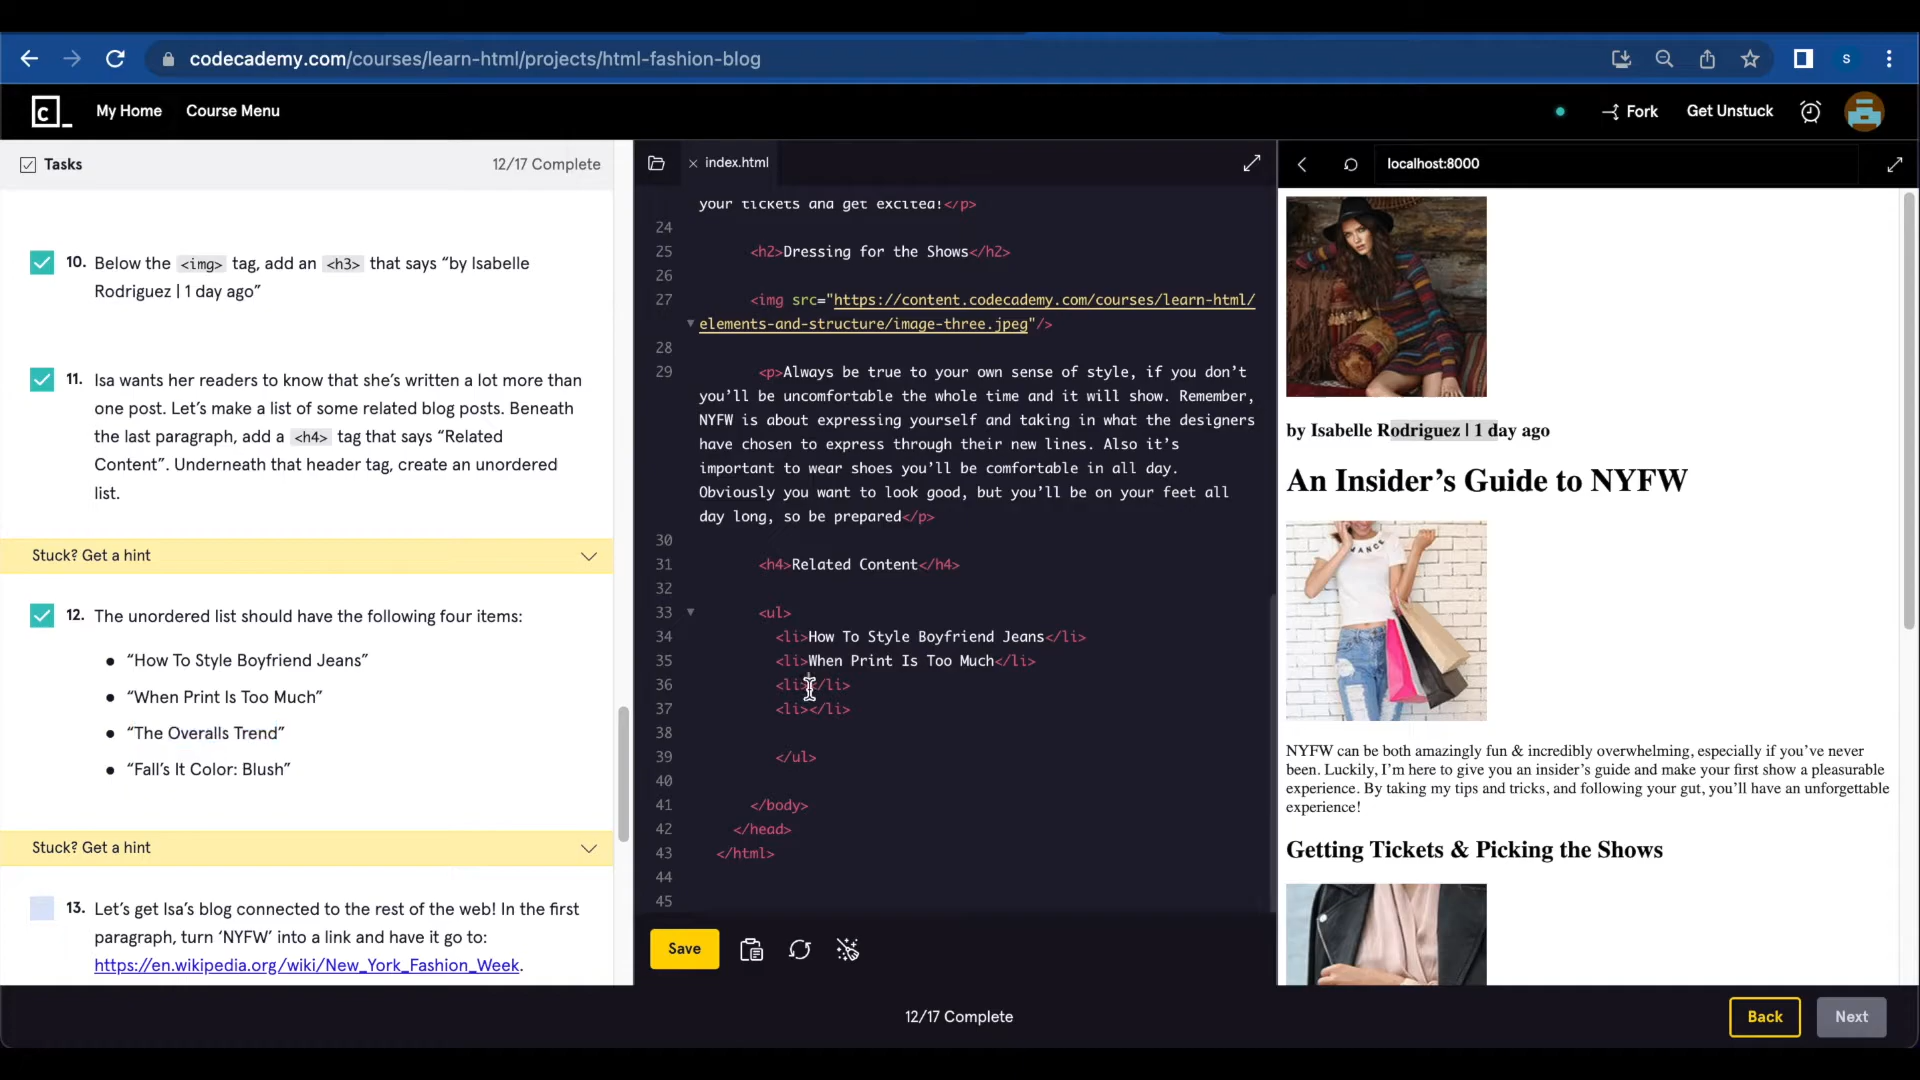 codecademy.com/courses/learn-html/projects/html-fashion-blog
S
C_
My Home
Course Menu
Fork
Get Unstuck
Tasks
12/17 Complete
10. Below the <img> tag, add an <h3> that says “by Isabelle
Rodriguez | 1 day ago”
11. Isa wants her readers to know that she’s written a lot more than
one post. Let’s make a list of some related blog posts. Beneath
the last paragraph, add a <h4> tag that says “Related
Content”. Underneath that header tag, create an unordered
list.
Stuck? Get a hint
12. The unordered list should have the following four items:
● “How To Style Boyfriend Jeans”
● “When Print Is Too Much”
● “The Overalls Trend”
● “Fall’s It Color: Blush”
Stuck? Get a hint
13. Let’s get Isa’s blog connected to the rest of the web! In the first
paragraph, turn ‘NYFW’ into a link and have it go to:
https://en.wikipedia.org/wiki/New_York_Fashion_Week.
index.html
your tickets and get excited!</p>
24
25 <h2>Dressing for the Shows</h2>
26
27 <img src="https://content.codecademy.com/courses/learn-html/
elements-and-structure/image-three.jpeg"/>
28
29 <p>Always be true to your own sense of style, if you don’t
you’ll be uncomfortable the whole time and it will show. Remember,
NYFW is about expressing yourself and taking in what the designers
have chosen to express through their new lines. Also it’s
important to wear shoes you’ll be comfortable in all day.
Obviously you want to look good, but you’ll be on your feet all
day long, so be prepared</p>
30
31 <h4>Related Content</h4>
32
33 <ul>
34 <li>How To Style Boyfriend Jeans</li>
35 <li>When Print Is Too Much</li>
36 <li></li>
37 <li></li>
38
39 </ul>
40
41 </body>
42 </head>
43 </html>
44
45
Save
localhost:8000
by Isabelle Rodriguez | 1 day ago
An Insider’s Guide to NYFW
NYFW can be both amazingly fun & incredibly overwhelming, especially if you’ve never
been. Luckily, I’m here to give you an insider’s guide and make your first show a pleasurable
experience. By taking my tips and tricks, and following your gut, you’ll have an unforgettable
experience!
Getting Tickets & Picking the Shows
12/17 Complete
Back
Next